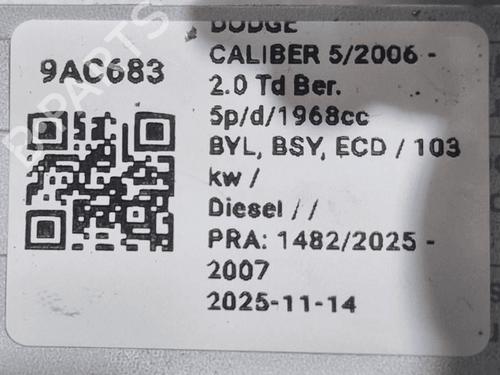 9AC683
DODGE
CALIBER 5/2006 -
2.0 Td Ber.
5p/d/1968cc
BYL, BSY, ECD / 103
kw /
Diesel / /
PRA: 1482/2025 -
2007
2025-11-14
B-PARTS